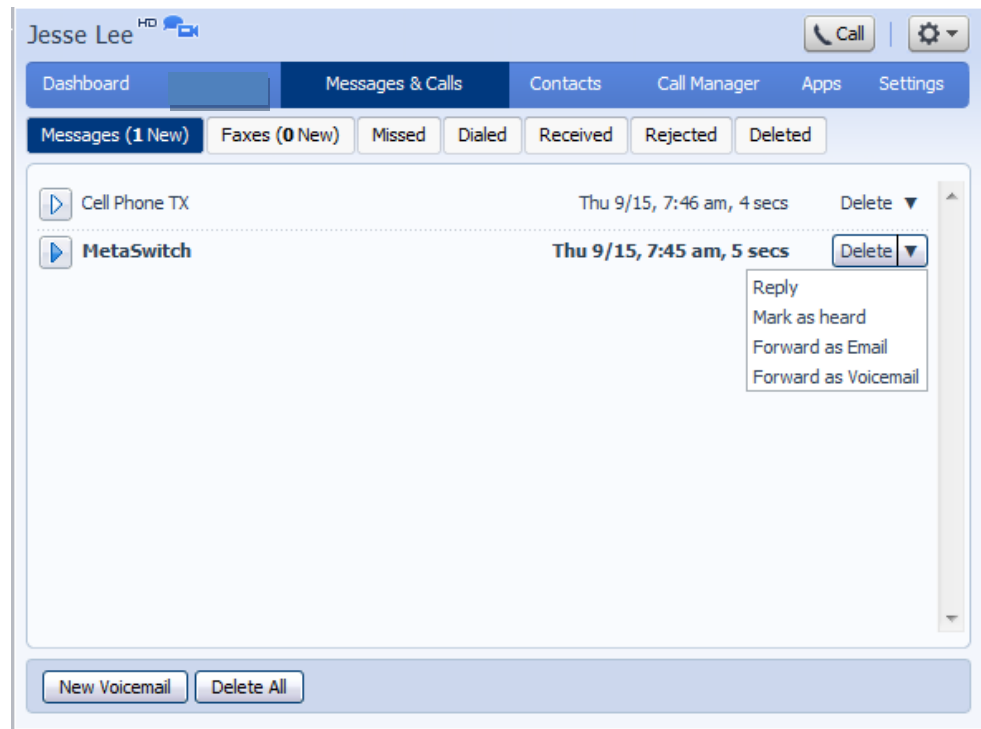 Jesse Lee HD Call
Dashboard Messages & Calls Contacts Call Manager Apps Settings
Messages (1 New) Faxes (0 New) Missed Dialed Received Rejected Deleted
Cell Phone TX Thu 9/15, 7:46 am, 4 secs Delete ▼
MetaSwitch Thu 9/15, 7:45 am, 5 secs Delete ▼
Reply
Mark as heard
Forward as Email
Forward as Voicemail
New Voicemail Delete All